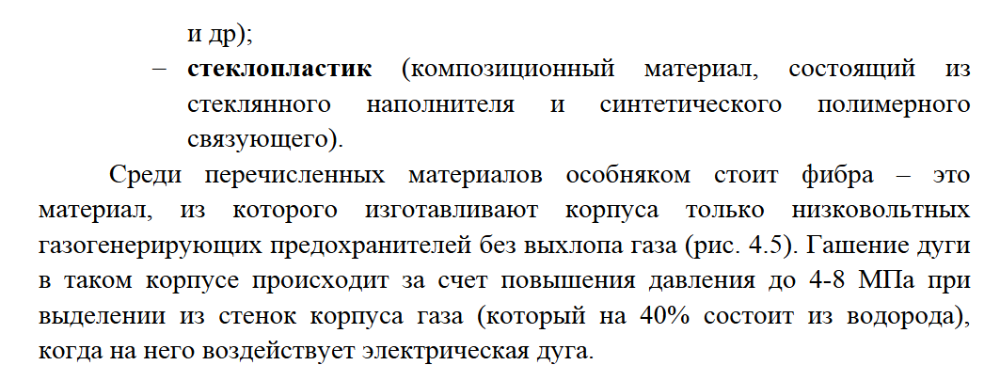 и др);
– стеклопластик (композиционный материал, состоящий из
стеклянного наполнителя и синтетического полимерного
связующего).
Среди перечисленных материалов особняком стоит фибра – это
материал, из которого изготавливают корпуса только низковольтных
газогенерирующих предохранителей без выхлопа газа (рис. 4.5). Гашение дуги
в таком корпусе происходит за счет повышения давления до 4-8 МПа при
выделении из стенок корпуса газа (который на 40% состоит из водорода),
когда на него воздействует электрическая дуга.